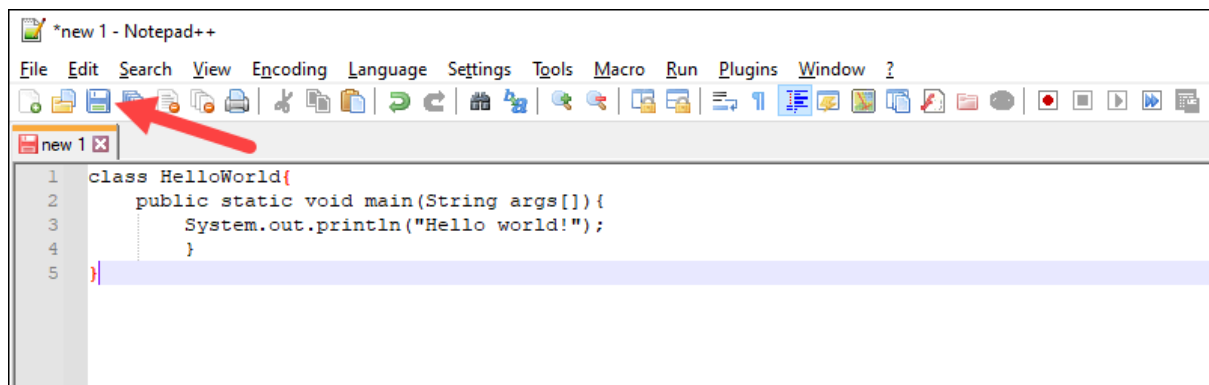 *new 1 - Notepad++
File Edit Search View Encoding Language Settings Tools Macro Run Plugins Window ?
new 1
1 class HelloWorld{
2     public static void main(String args[]){
3         System.out.println("Hello world!");
4         }
5 }